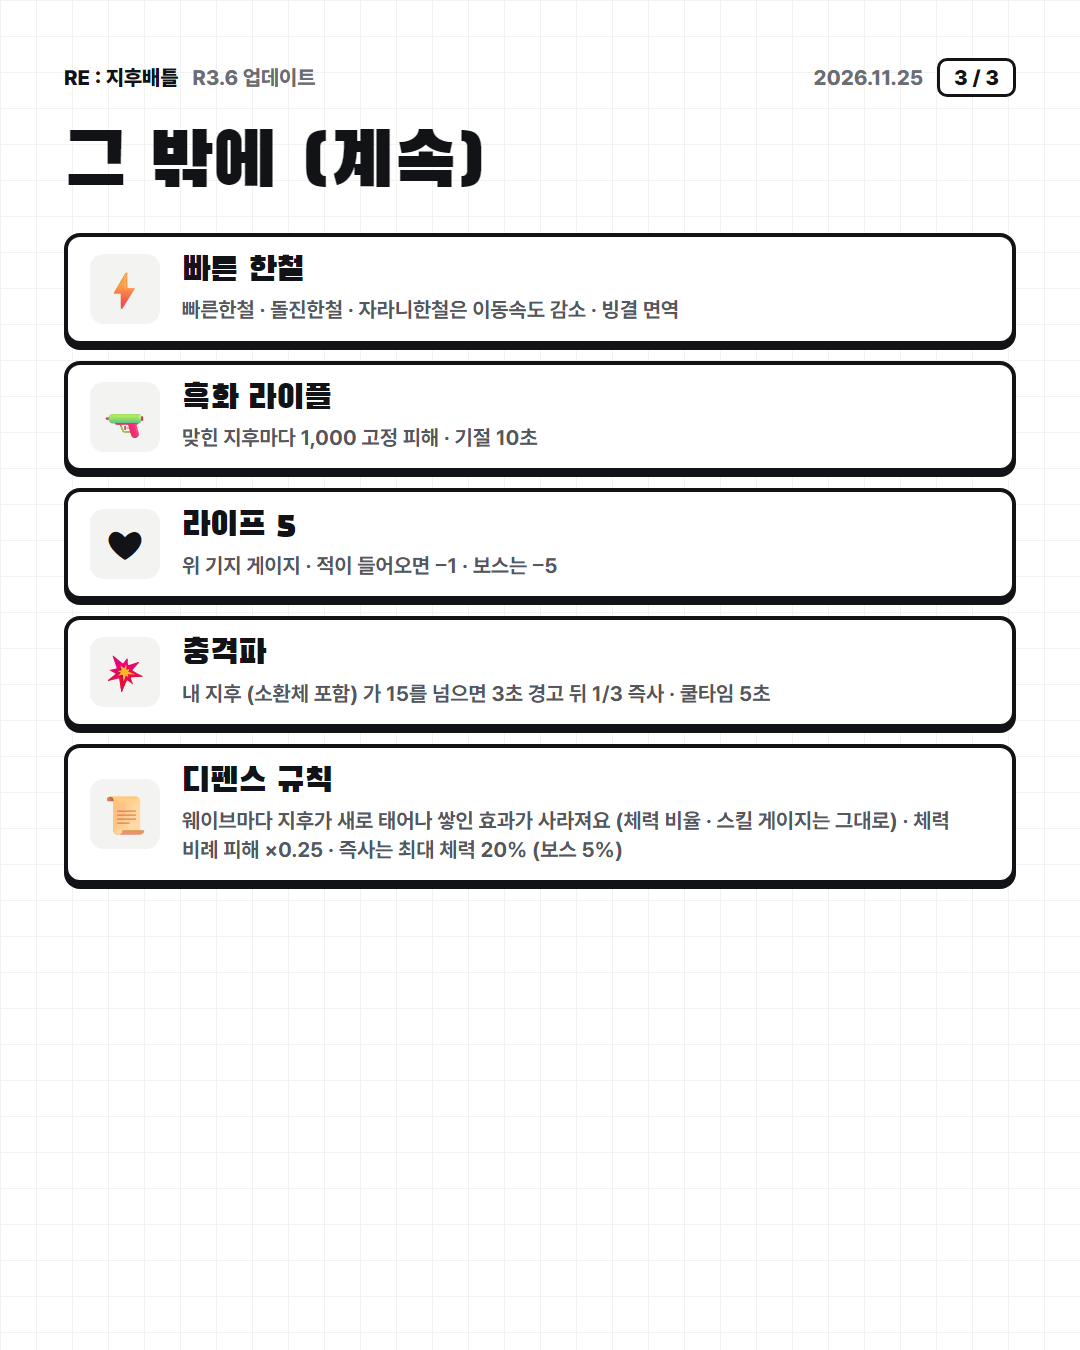 RE : 지후배틀 R3.6 업데이트 2026.11.25 3 / 3
그 밖에 (계속)
빠른 한철
빠른한철 · 돌진한철 · 자라니한철은 이동속도 감소 · 빙결 면역
흑화 라이플
맞힌 지후마다 1,000 고정 피해 · 기절 10초
라이프 5
위 기지 게이지 · 적이 들어오면 −1 · 보스는 −5
충격파
내 지후 (소환체 포함) 가 15를 넘으면 3초 경고 뒤 1/3 즉사 · 쿨타임 5초
디펜스 규칙
웨이브마다 지후가 새로 태어나 쌓인 효과가 사라져요 (체력 비율 · 스킬 게이지는 그대로) · 체력
비례 피해 ×0.25 · 즉사는 최대 체력 20% (보스 5%)